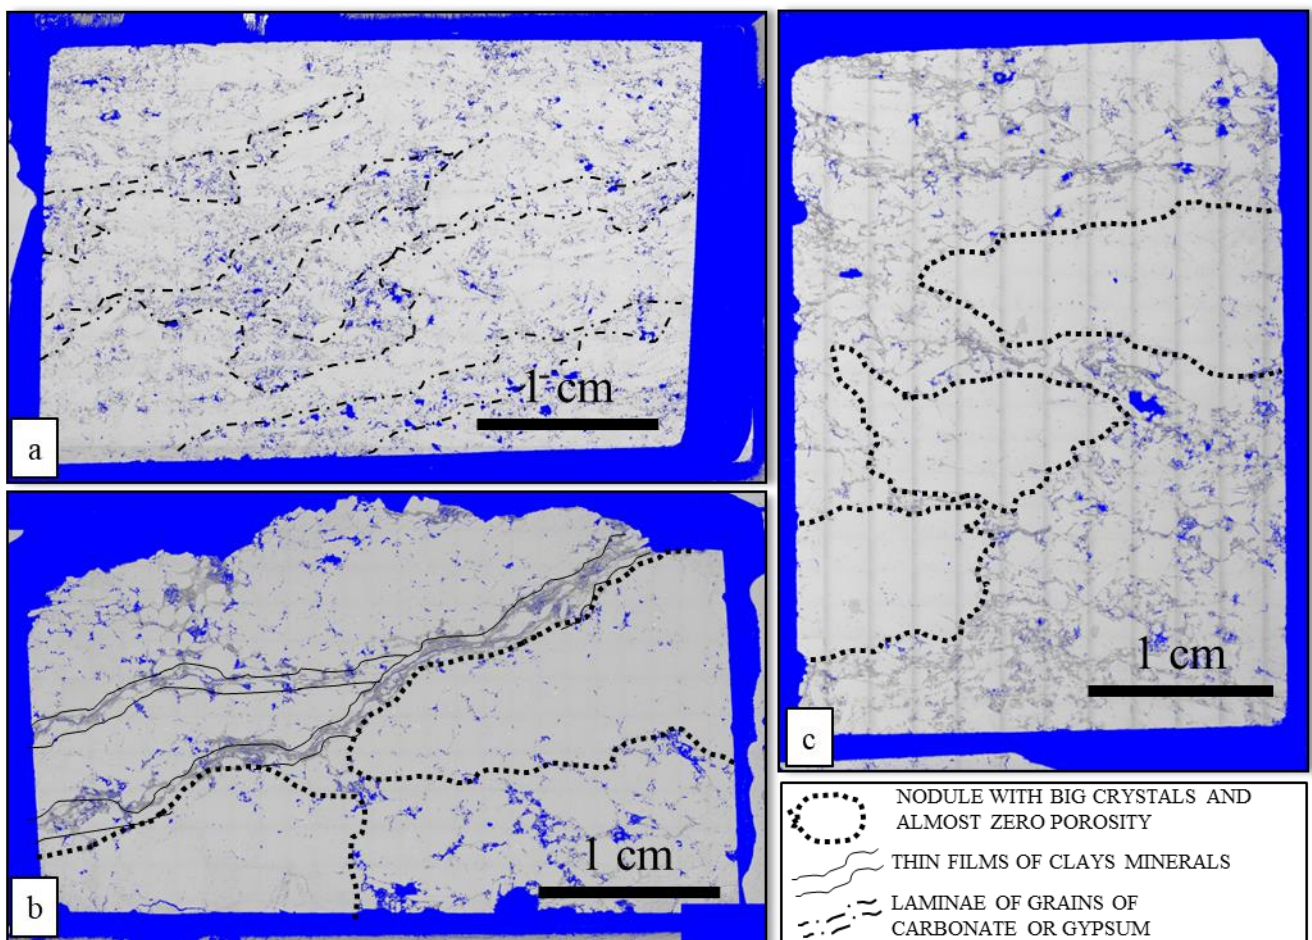 1 cm
a
1 cm
b
1 cm
c
NODULE WITH BIG CRYSTALS AND
ALMOST ZERO POROSITY
THIN FILMS OF CLAYS MINERALS
LAMINAE OF GRAINS OF
CARBONATE OR GYPSUM